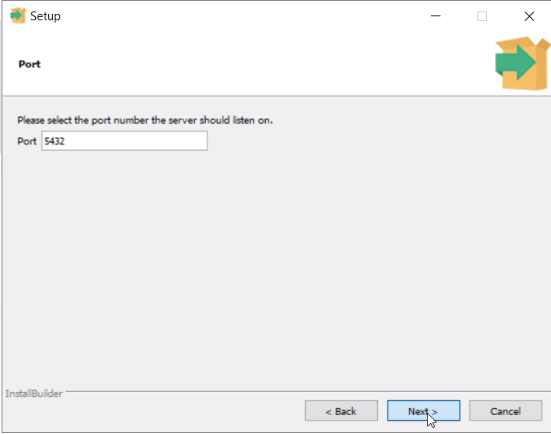 Setup
Port
Please select the port number the server should listen on.
Port 5432
InstallBuilder
< Back Next > Cancel